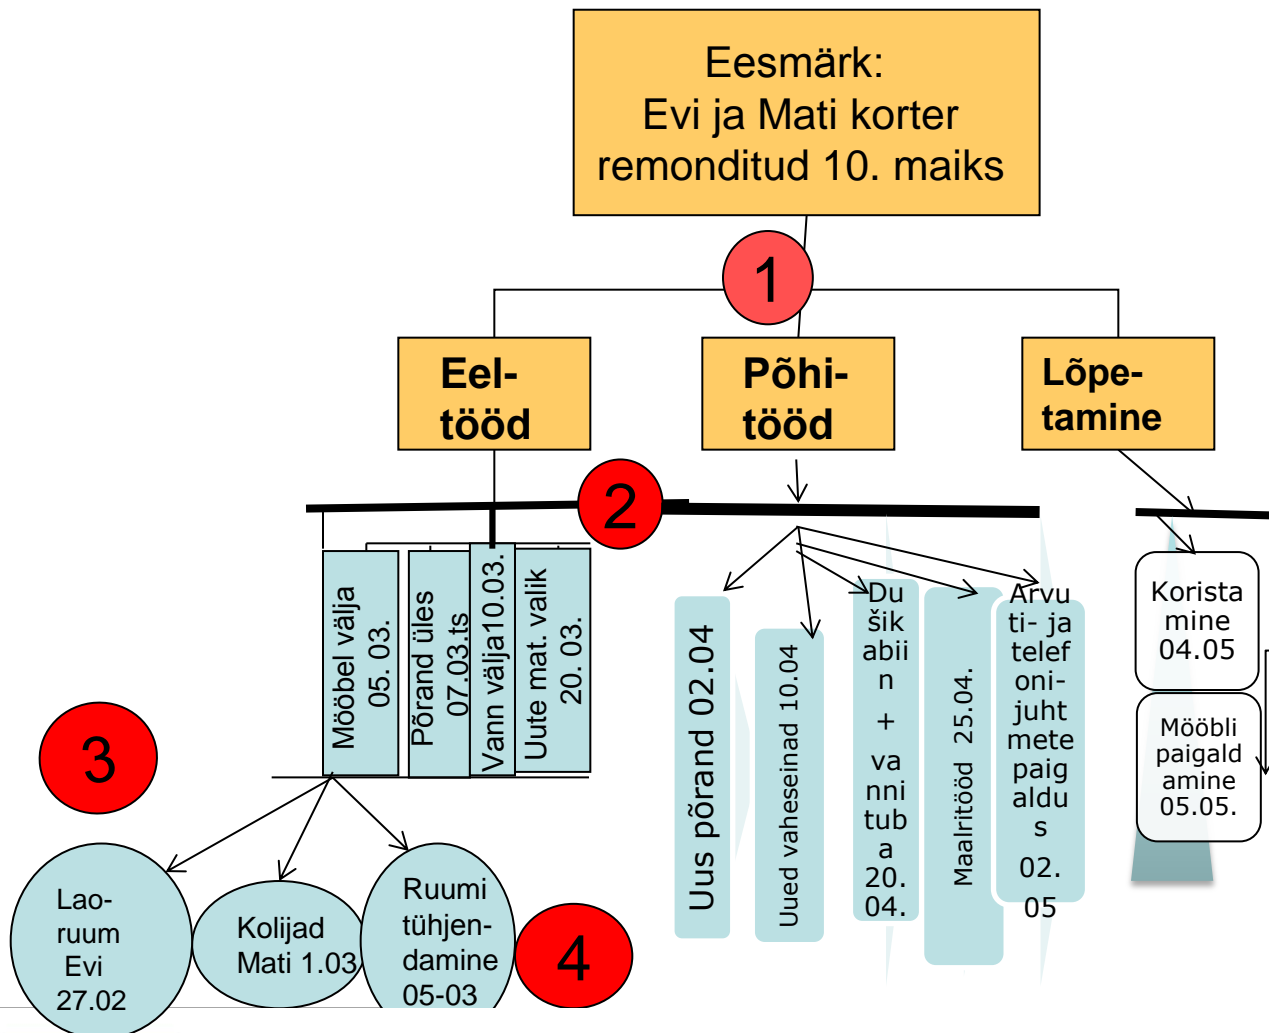 Eesmärk:
Evi ja Mati korter
remonditud 10. maiks
1
Eel-
tööd
Põhi-
tööd
Lõpe-
tamine
2
Mööbel välja
05. 03.
Põrand üles
07.03.ts
Vann välja10.03.
Uute mat. valik
20. 03.
Uus põrand 02.04
Uued vaheseinad 10.04
Du
šik
abii
n
+
va
nni
tub
a
20.
04.
Maalritööd 25.04.
Arvu
ti- ja
telef
oni-
juht
mete
paig
aldu
s
02.
05
Korista
mine
04.05
Mööbli
paigald
amine
05.05.
3
Lao-
ruum
Evi
27.02
Kolijad
Mati 1.03
Ruumi
tühjen-
damine
05-03
4